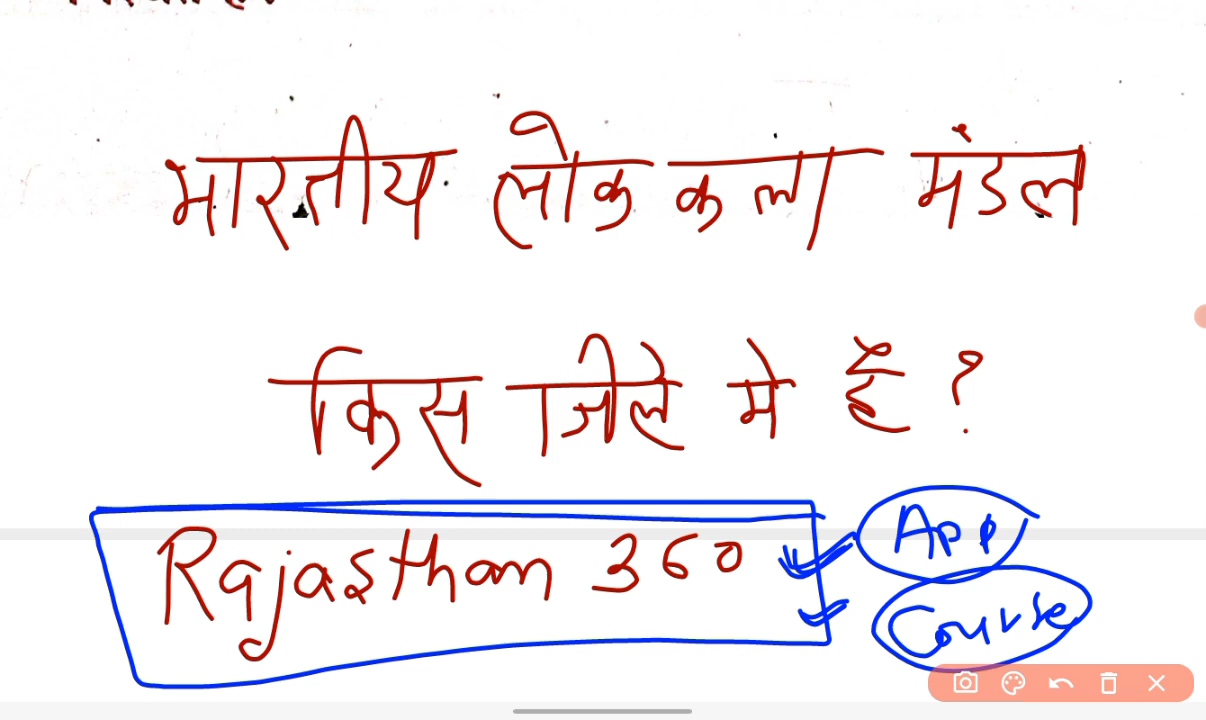 भारतीय लोक कला मंडल
किस जिले मे है ?
Rajasthan 360
App
Course